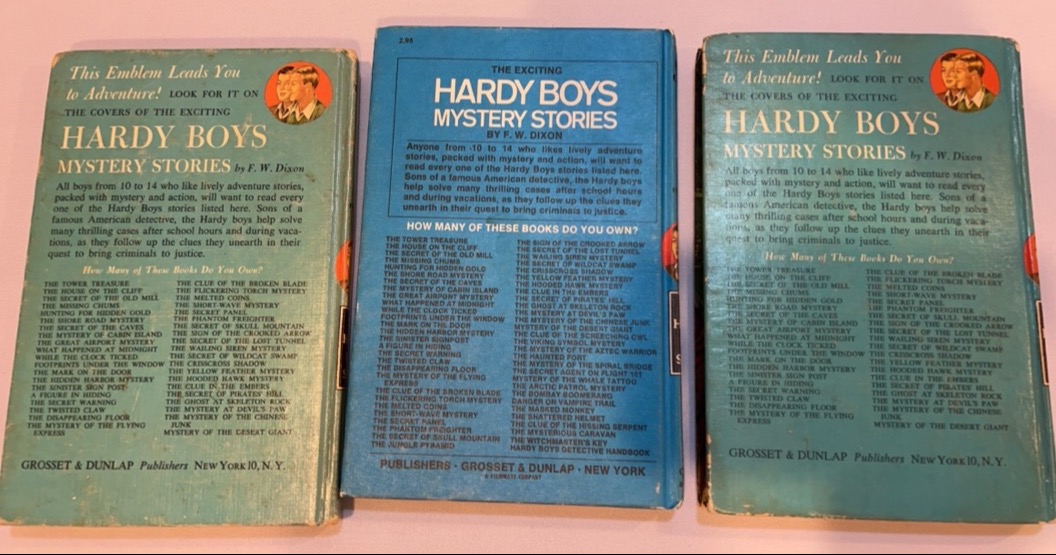 This Emblem Leads You
to Adventure! LOOK FOR IT ON
THE COVERS OF THE EXCITING
HARDY BOYS
MYSTERY STORIES by F. W. Dixon
All boys from 10 to 14 who like lively adventure stories,
packed with mystery and action, will want to read every
one of the Hardy Boys stories listed here. Sons of a
famous American detective, the Hardy boys help solve
many thrilling cases after school hours and during vaca-
tions, as they follow up the clues they unearth in their
quest to bring criminals to justice.
How Many of These Books Do You Own?
THE TOWER TREASURE
THE HOUSE ON THE CLIFF
THE SECRET OF THE OLD MILL
THE MISSING CHUMS
HUNTING FOR HIDDEN GOLD
THE SHORE ROAD MYSTERY
THE SECRET OF THE CAVES
THE MYSTERY OF CABIN ISLAND
THE GREAT AIRPORT MYSTERY
WHAT HAPPENED AT MIDNIGHT
WHILE THE CLOCK TICKED
FOOTPRINTS UNDER THE WINDOW
THE MARK ON THE DOOR
THE HIDDEN HARBOR MYSTERY
THE SINISTER SIGN POST
A FIGURE IN HIDING
THE SECRET WARNING
THE TWISTED CLAW
THE DISAPPEARING FLOOR
THE MYSTERY OF THE FLYING
EXPRESS
THE CLUE OF THE BROKEN BLADE
THE FLICKERING TORCH MYSTERY
THE MELTED COINS
THE SHORT-WAVE MYSTERY
THE SECRET PANEL
THE PHANTOM FREIGHTER
THE SECRET OF SKULL MOUNTAIN
THE SIGN OF THE CROOKED ARROW
THE SECRET OF THE LOST TUNNEL
THE WAILING SIREN MYSTERY
THE SECRET OF WILDCAT SWAMP
THE CRISSCROSS SHADOW
THE YELLOW FEATHER MYSTERY
THE HOODED HAWK MYSTERY
THE CLUE IN THE EMBERS
THE SECRET OF PIRATES' HILL
THE GHOST AT SKELETON ROCK
THE MYSTERY AT DEVIL'S PAW
THE MYSTERY OF THE CHINESE
JUNK
MYSTERY OF THE DESERT GIANT
GROSSET & DUNLAP Publishers NEW YORK 10, N. Y.
2.95
THE EXCITING
HARDY BOYS
MYSTERY STORIES
BY F. W. DIXON
Anyone from 10 to 14 who likes lively adventure
stories, packed with mystery and action, will want to
read every one of the Hardy Boys stories listed here.
Sons of a famous American detective, the Hardy boys
help solve many thrilling cases after school hours
and during vacations, as they follow up the clues they
unearth in their quest to bring criminals to justice.
HOW MANY OF THESE BOOKS DO YOU OWN?
THE TOWER TREASURE
THE HOUSE ON THE CLIFF
THE SECRET OF THE OLD MILL
THE MISSING CHUMS
HUNTING FOR HIDDEN GOLD
THE SHORE ROAD MYSTERY
THE SECRET OF THE CAVES
THE MYSTERY OF CABIN ISLAND
THE GREAT AIRPORT MYSTERY
WHAT HAPPENED AT MIDNIGHT
WHILE THE CLOCK TICKED
FOOTPRINTS UNDER THE WINDOW
THE MARK ON THE DOOR
THE HIDDEN HARBOR MYSTERY
THE SINISTER SIGNPOST
A FIGURE IN HIDING
THE SECRET WARNING
THE TWISTED CLAW
THE DISAPPEARING FLOOR
THE MYSTERY OF THE FLYING
EXPRESS
THE CLUE OF THE BROKEN BLADE
THE FLICKERING TORCH MYSTERY
THE MELTED COINS
THE SHORT-WAVE MYSTERY
THE SECRET PANEL
THE PHANTOM FREIGHTER
THE SECRET OF SKULL MOUNTAIN
THE JUNGLE PYRAMID
THE SIGN OF THE CROOKED ARROW
THE SECRET OF THE LOST TUNNEL
THE WAILING SIREN MYSTERY
THE SECRET OF WILDCAT SWAMP
THE CRISSCROSS SHADOW
THE YELLOW FEATHER MYSTERY
THE HOODED HAWK MYSTERY
THE CLUE IN THE EMBERS
THE SECRET OF PIRATES' HILL
THE GHOST AT SKELETON ROCK
THE MYSTERY AT DEVIL'S PAW
THE MYSTERY OF THE CHINESE JUNK
MYSTERY OF THE DESERT GIANT
THE CLUE OF THE SCREECHING OWL
THE VIKING SYMBOL MYSTERY
THE MYSTERY OF THE AZTEC WARRIOR
THE HAUNTED FORT
THE MYSTERY OF THE SPIRAL BRIDGE
THE SECRET AGENT ON FLIGHT 101
MYSTERY OF THE WHALE TATTOO
THE ARCTIC PATROL MYSTERY
THE BOMBAY BOOMERANG
DANGER ON VAMPIRE TRAIL
THE MASKED MONKEY
THE SHATTERED HELMET
THE CLUE OF THE HISSING SERPENT
THE MYSTERIOUS CARAVAN
THE WITCHMASTER'S KEY
HARDY BOYS DETECTIVE HANDBOOK
PUBLISHERS · GROSSET & DUNLAP · NEW YORK
A FILMWAYS COMPANY
This Emblem Leads You
to Adventure! LOOK FOR IT ON
THE COVERS OF THE EXCITING
HARDY BOYS
MYSTERY STORIES by F. W. Dixon
All boys from 10 to 14 who like lively adventure stories,
packed with mystery and action, will want to read every
one of the Hardy Boys stories listed here. Sons of a
famous American detective, the Hardy boys help solve
many thrilling cases after school hours and during vaca-
tions, as they follow up the clues they unearth in their
quest to bring criminals to justice.
How Many of These Books Do You Own?
THE TOWER TREASURE
THE HOUSE ON THE CLIFF
THE SECRET OF THE OLD MILL
THE MISSING CHUMS
HUNTING FOR HIDDEN GOLD
THE SHORE ROAD MYSTERY
THE SECRET OF THE CAVES
THE MYSTERY OF CABIN ISLAND
THE GREAT AIRPORT MYSTERY
WHAT HAPPENED AT MIDNIGHT
WHILE THE CLOCK TICKED
FOOTPRINTS UNDER THE WINDOW
THE MARK ON THE DOOR
THE HIDDEN HARBOR MYSTERY
THE SINISTER SIGN POST
A FIGURE IN HIDING
THE SECRET WARNING
THE TWISTED CLAW
THE DISAPPEARING FLOOR
THE MYSTERY OF THE FLYING
EXPRESS
THE CLUE OF THE BROKEN BLADE
THE FLICKERING TORCH MYSTERY
THE MELTED COINS
THE SHORT-WAVE MYSTERY
THE SECRET PANEL
THE PHANTOM FREIGHTER
THE SECRET OF SKULL MOUNTAIN
THE SIGN OF THE CROOKED ARROW
THE SECRET OF THE LOST TUNNEL
THE WAILING SIREN MYSTERY
THE SECRET OF WILDCAT SWAMP
THE CRISSCROSS SHADOW
THE YELLOW FEATHER MYSTERY
THE HOODED HAWK MYSTERY
THE CLUE IN THE EMBERS
THE SECRET OF PIRATES' HILL
THE GHOST AT SKELETON ROCK
THE MYSTERY AT DEVIL'S PAW
THE MYSTERY OF THE CHINESE
JUNK
MYSTERY OF THE DESERT GIANT
GROSSET & DUNLAP Publishers NEW YORK 10, N. Y.